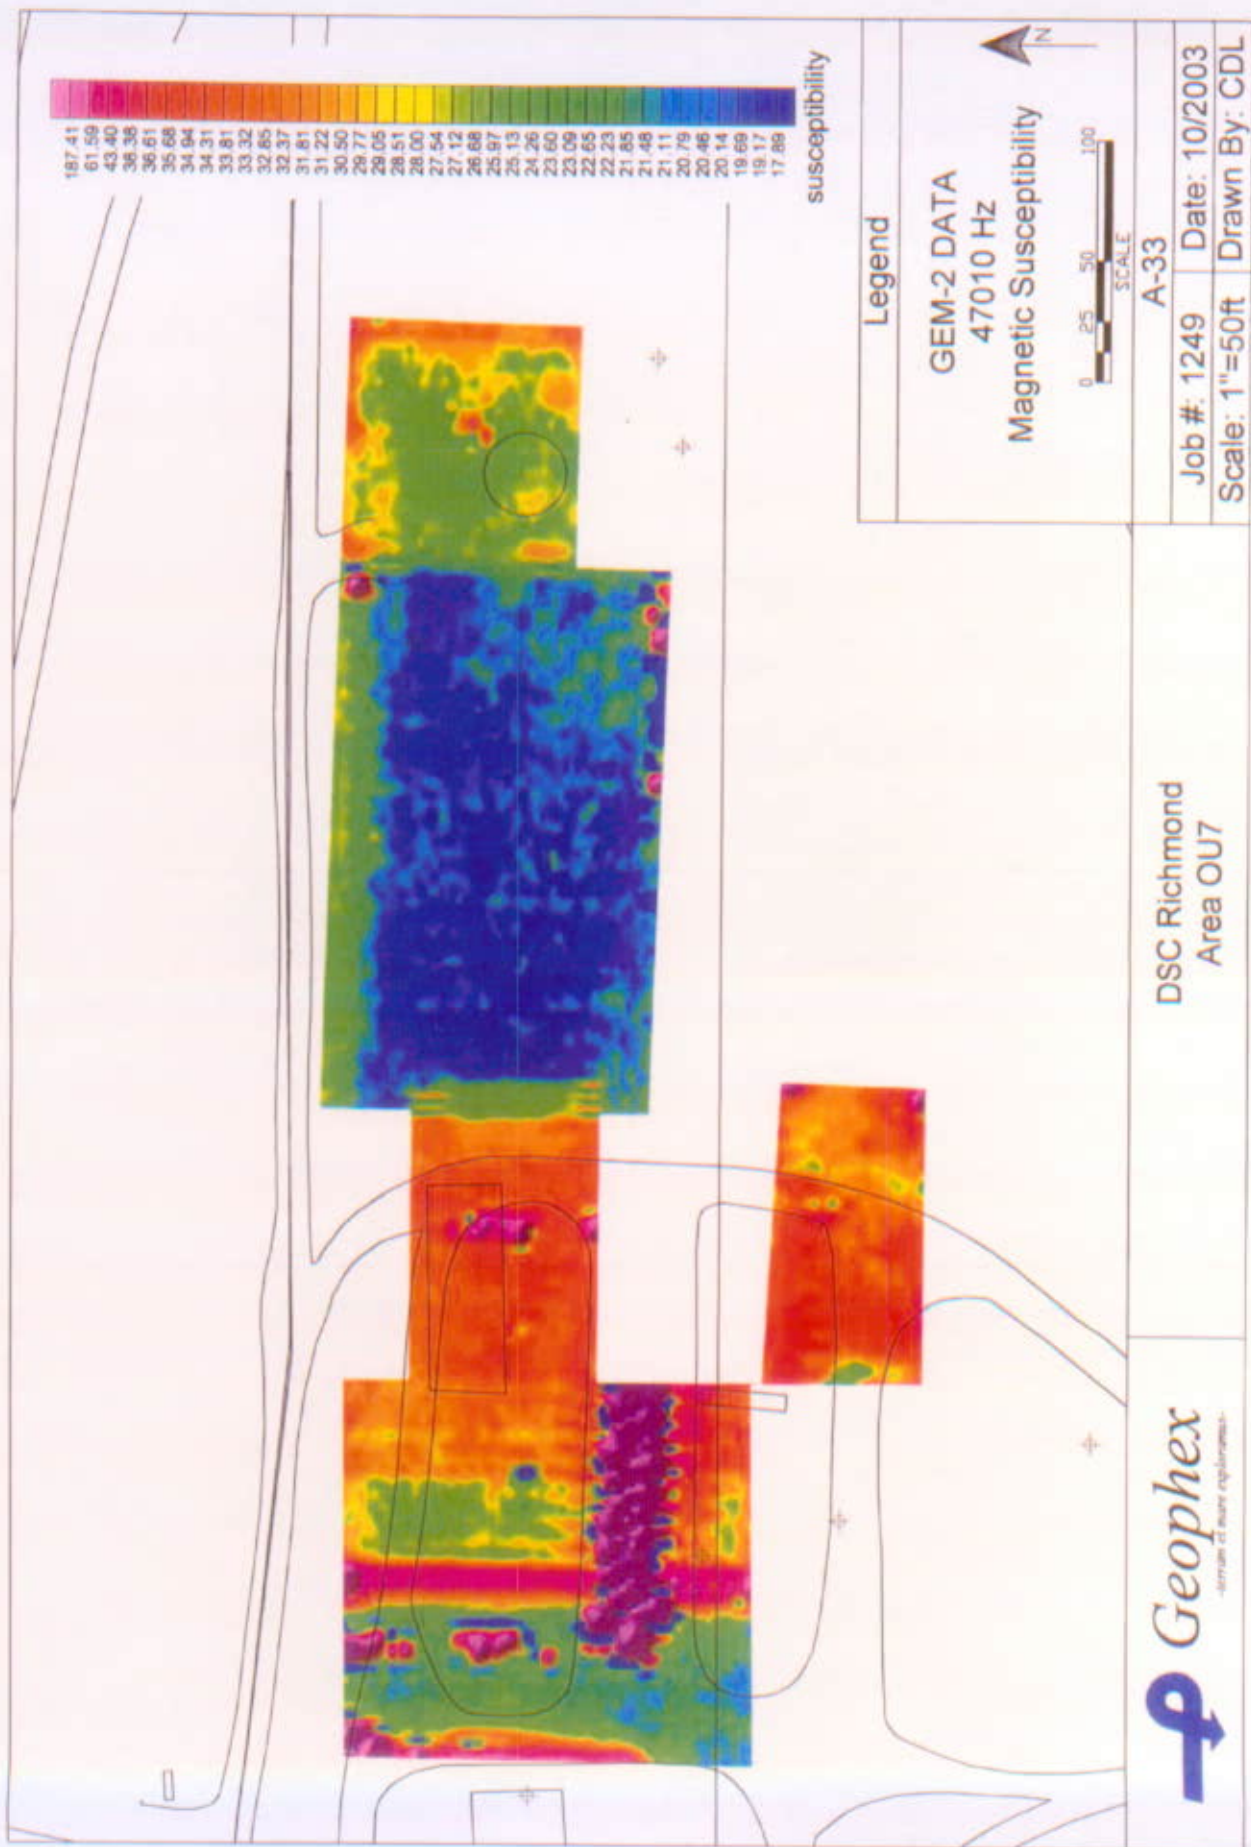 187.41
61.59
43.40
38.38
36.61
35.68
34.94
34.31
33.81
33.32
32.85
32.37
31.81
31.22
30.50
29.77
29.05
28.51
28.00
27.54
27.12
26.68
25.97
25.13
24.26
23.60
23.09
22.65
22.23
21.85
21.48
21.11
20.79
20.46
20.14
19.69
19.17
17.89
susceptibility
Legend
GEM-2 DATA
47010 Hz
Magnetic Susceptibility
N
0 25 50 100
SCALE
A-33
Job #: 1249 Date: 10/2003
Scale: 1"=50ft Drawn By: CDL
DSC Richmond
Area OU7
Geophex